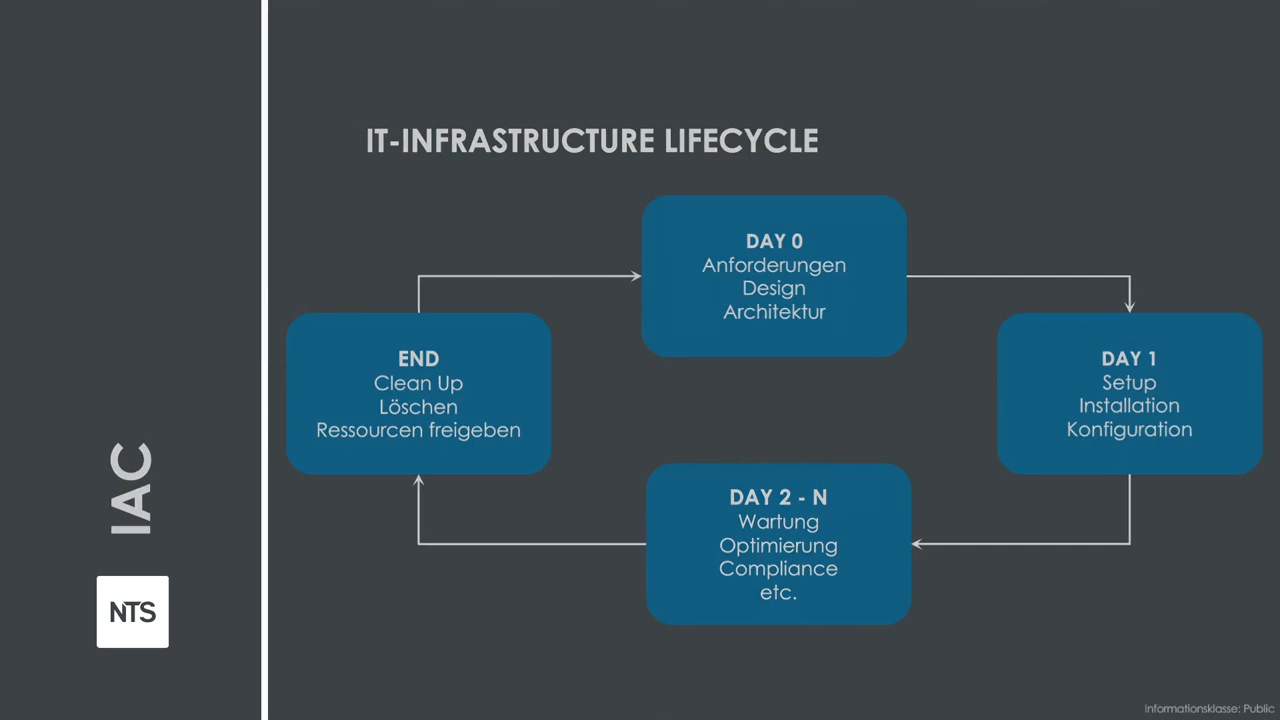 IT-INFRASTRUCTURE LIFECYCLE
DAY 0
Anforderungen
Design
Architektur
DAY 1
Setup
Installation
Konfiguration
DAY 2 - N
Wartung
Optimierung
Compliance
etc.
END
Clean Up
Löschen
Ressourcen freigeben
IAC
NTS
Informationsklasse: Public